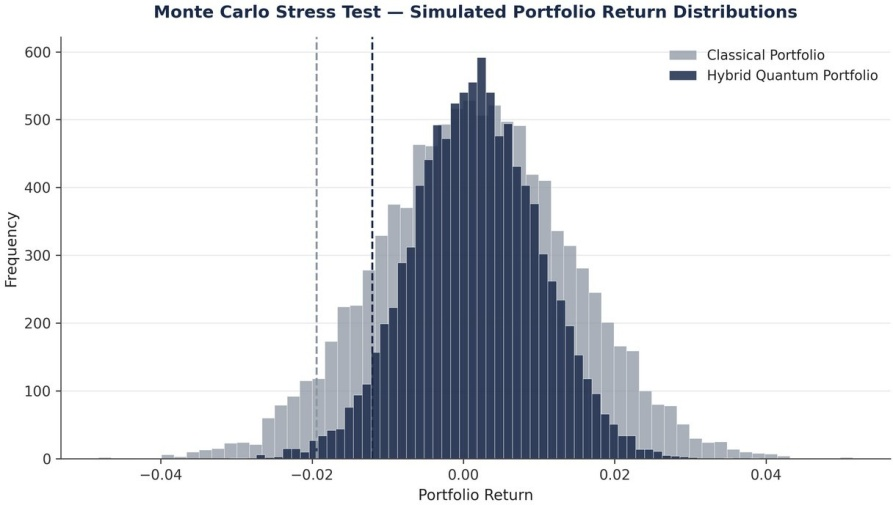 Monte Carlo Stress Test — Simulated Portfolio Return Distributions
Classical Portfolio
Hybrid Quantum Portfolio
Frequency
600
500
400
300
200
100
0
−0.04
−0.02
0.00
0.02
0.04
Portfolio Return